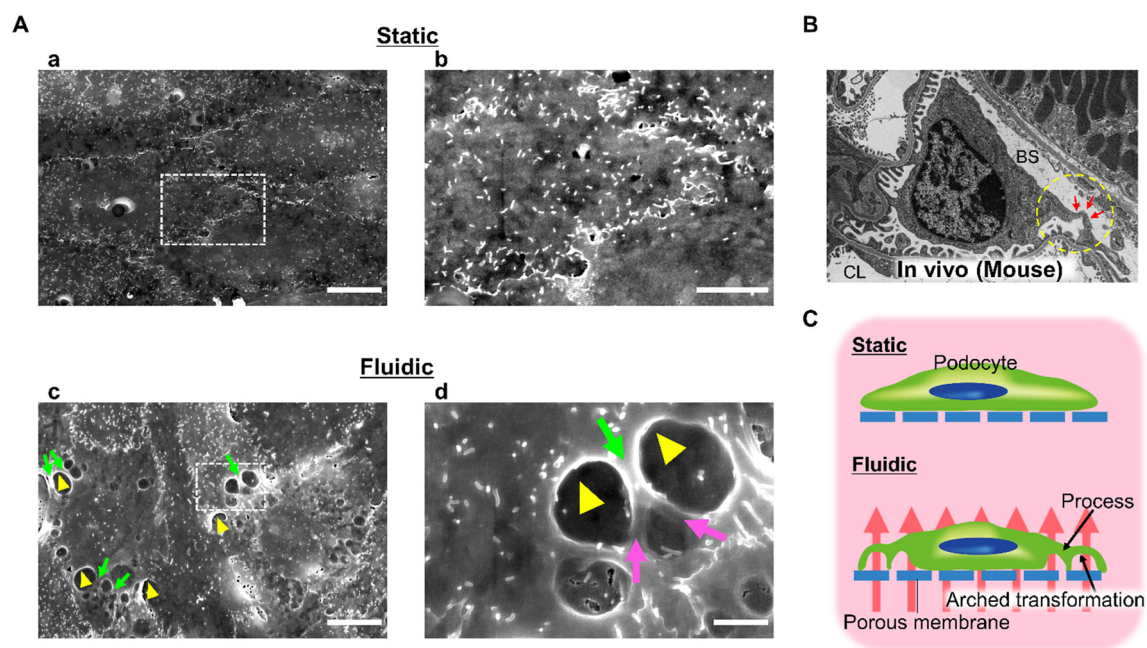 A
Static
a
b
Fluidic
c
d
B
BS
CL
In vivo (Mouse)
C
Static
Podocyte
Fluidic
Process
Arched transformation
Porous membrane